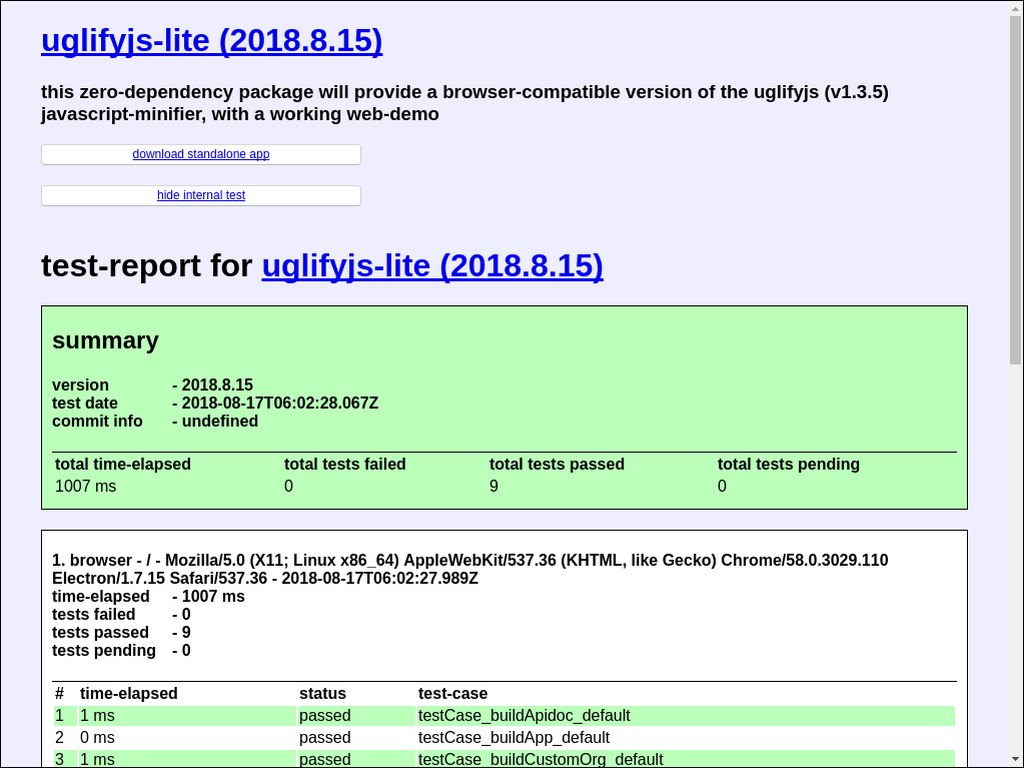 uglifyjs-lite (2018.8.15)
this zero-dependency package will provide a browser-compatible version of the uglifyjs (v1.3.5)
javascript-minifier, with a working web-demo
download standalone app
hide internal test
test-report for uglifyjs-lite (2018.8.15)
summary
version - 2018.8.15
test date - 2018-08-17T06:02:28.067Z
commit info - undefined
total time-elapsed total tests failed total tests passed total tests pending
1007 ms 0 9 0
1. browser - / - Mozilla/5.0 (X11; Linux x86_64) AppleWebKit/537.36 (KHTML, like Gecko) Chrome/58.0.3029.110
Electron/1.7.15 Safari/537.36 - 2018-08-17T06:02:27.989Z
time-elapsed - 1007 ms
tests failed - 0
tests passed - 9
tests pending - 0
# time-elapsed status test-case
1 1 ms passed testCase_buildApidoc_default
2 0 ms passed testCase_buildApp_default
3 1 ms passed testCase_buildCustomOrg_default